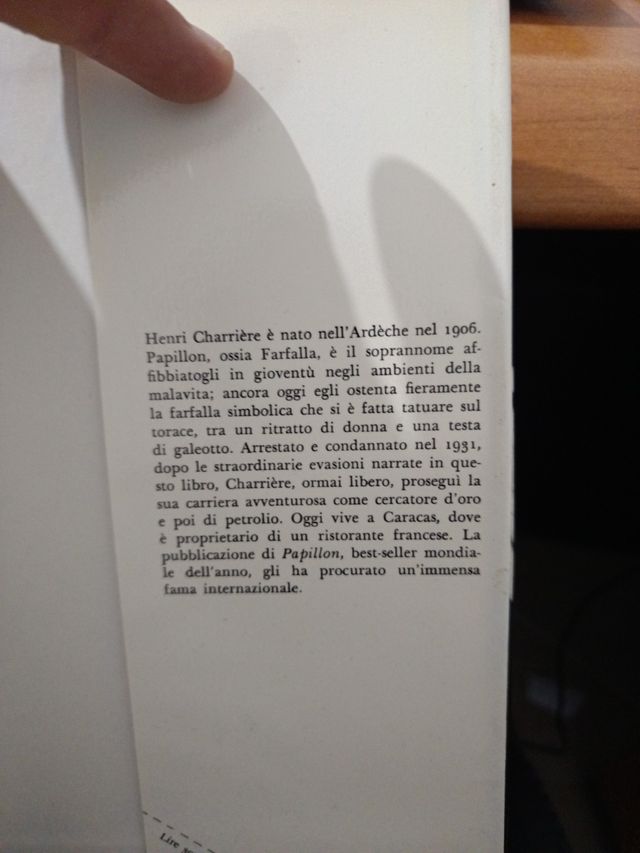 Henri Charrière è nato nell'Ardèche nel 1906.
Papillon, ossia Farfalla, è il soprannome af-
fibbiatogli in gioventù negli ambienti della
malavita; ancora oggi egli ostenta fieramente
la farfalla simbolica che si è fatta tatuare sul
torace, tra un ritratto di donna e una testa
di galeotto. Arrestato e condannato nel 1931,
dopo le straordinarie evasioni narrate in que-
sto libro, Charrière, ormai libero, proseguì la
sua carriera avventurosa come cercatore d'oro
e poi di petrolio. Oggi vive a Caracas, dove
è proprietario di un ristorante francese. La
pubblicazione di Papillon, best-seller mondia-
le dell'anno, gli ha procurato un'immensa
fama internazionale.
Lire